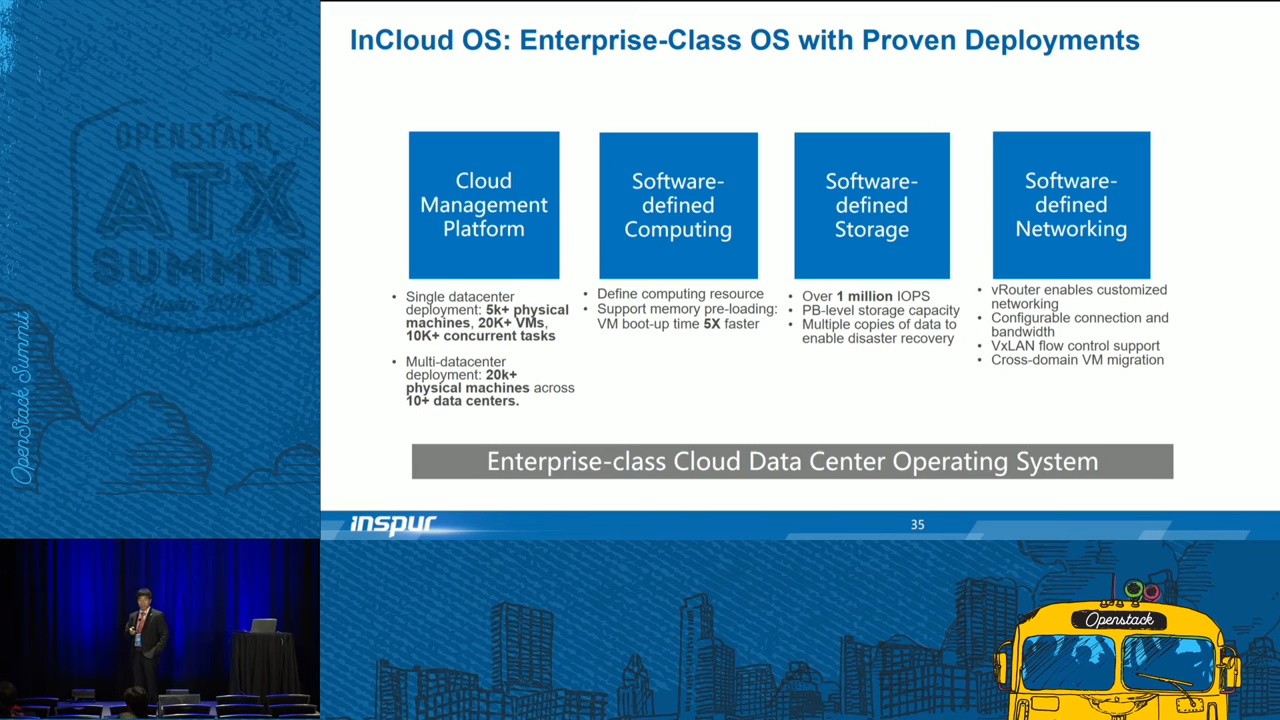 InCloud OS: Enterprise-Class OS with Proven Deployments
OPENSTACK
ATX
SUMMIT
Austin 2016
OpenStack Summit
Cloud
Management
Platform
• Single datacenter
deployment: 5k+ physical
machines, 20K+ VMs,
10K+ concurrent tasks
• Multi-datacenter
deployment: 20k+
physical machines across
10+ data centers.
Software-
defined
Computing
• Define computing resource
• Support memory pre-loading:
VM boot-up time 5X faster
Software-
defined
Storage
• Over 1 million IOPS
• PB-level storage capacity
• Multiple copies of data to
enable disaster recovery
Software-
defined
Networking
• vRouter enables customized
networking
• Configurable connection and
bandwidth
• VxLAN flow control support
• Cross-domain VM migration
Enterprise-class Cloud Data Center Operating System
inspur
35
Openstack